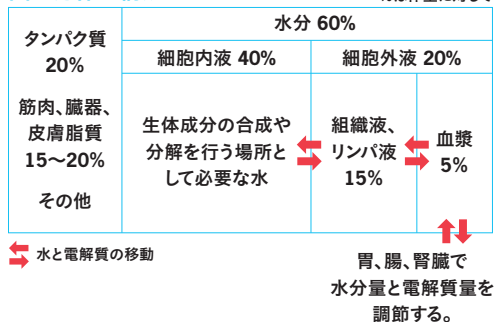 タンパク質
20%
筋肉、臓器、
皮膚脂質
15〜20%
その他
水分 60%
細胞内液 40%
細胞外液 20%
生体成分の合成や
分解を行う場所と
して必要な水
組織液、
リンパ液
15%
血漿
5%
水と電解質の移動
胃、腸、腎臓で
水分量と電解質量を
調節する。